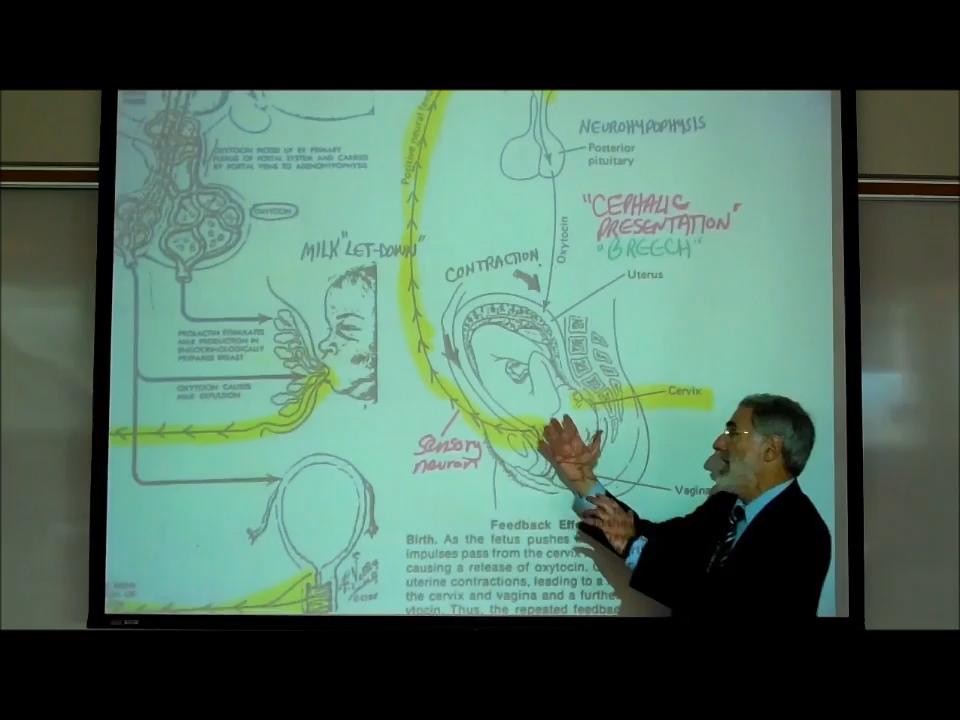 OXYTOCIN PICKED UP BY PRIMARY
PLEXUS OF PORTAL SYSTEM AND CARRIED
BY PORTAL VEINS TO ADENOHYPOPHYSIS
OXYTOCIN
MILK "LET-DOWN"
PROLACTIN STIMULATES
MILK PRODUCTION IN
ENDOCRINOLOGICALLY
PREPARED BREAST
OXYTOCIN CAUSES
MILK EXPULSION
Positive neural fee
NEUROHYPOPHYSIS
Posterior
pituitary
Oxytocin
"CEPHALIC
PRESENTATION"
"BREECH"
CONTRACTION
Uterus
Cervix
Sensory
neuron
Vagina
Feedback Eff
Birth. As the fetus pushes
impulses pass from the cervix
causing a release of oxytocin.
uterine contractions, leading to a
the cervix and vagina and a furthe
ytocin. Thus, the repeated feedbac